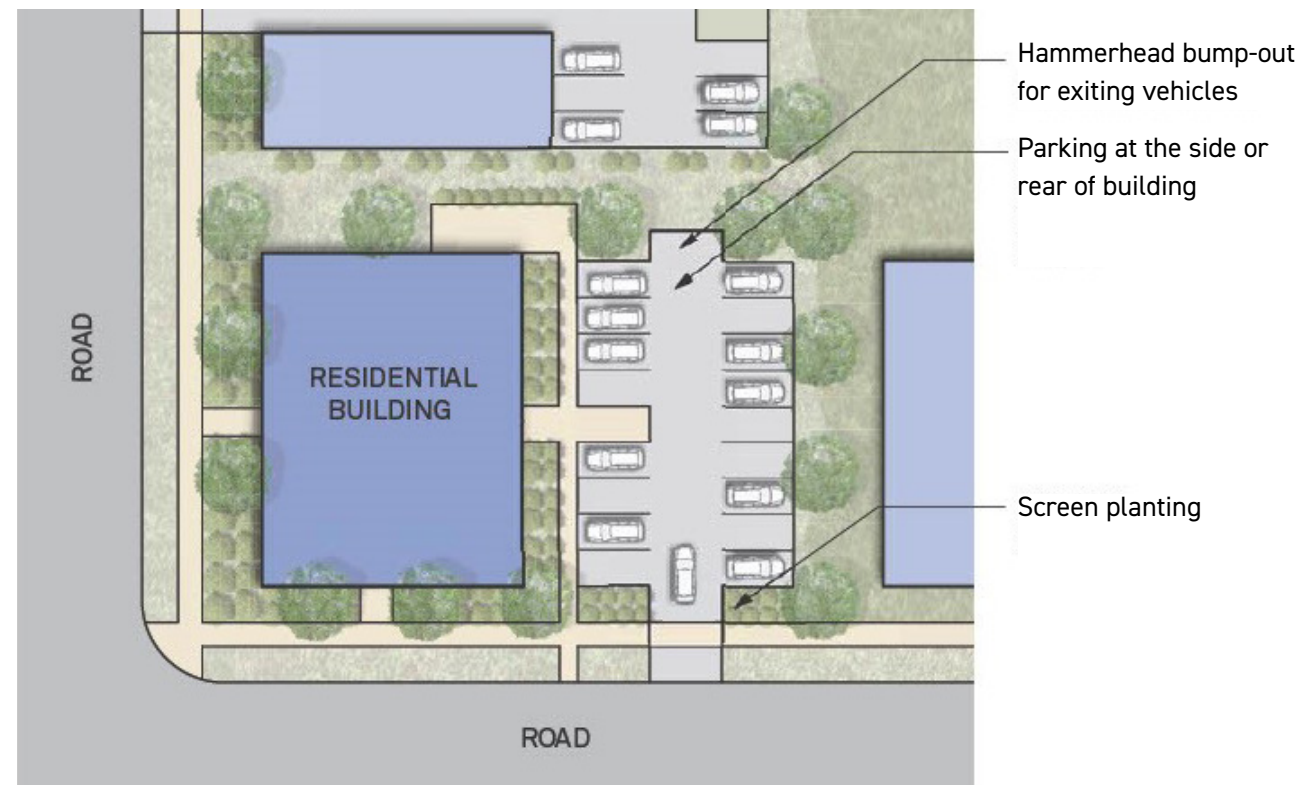 Hammerhead bump-out
for exiting vehicles
Parking at the side or
rear of building
ROAD
RESIDENTIAL
BUILDING
Screen planting
ROAD